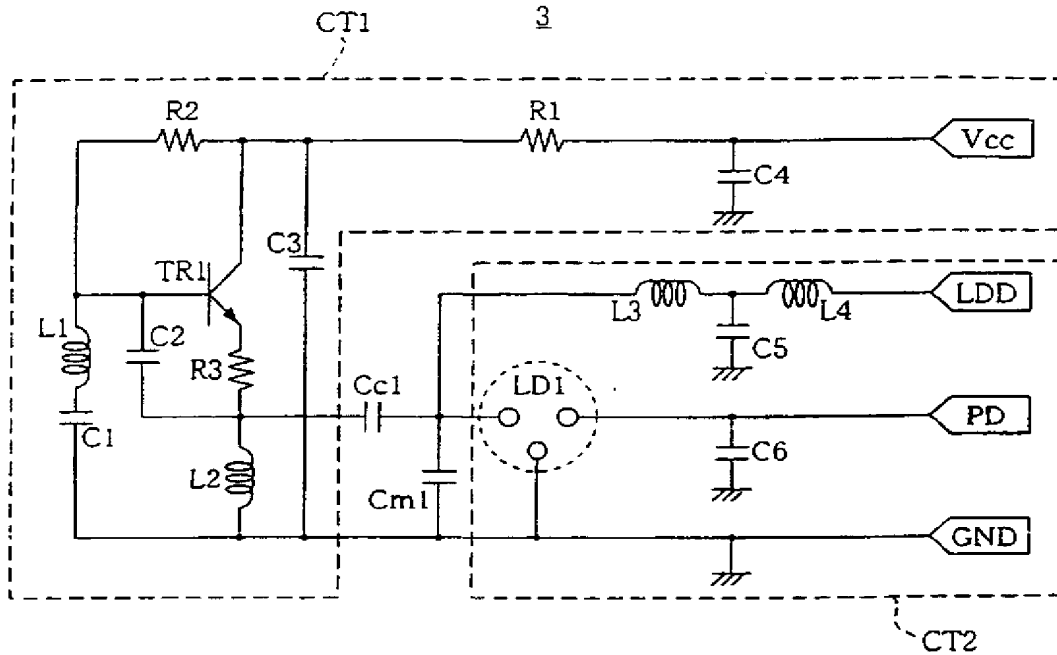 CT1
3
R2
R1
Vcc
C4
C3
TR1
LDD
L3
L4
L1
C2
C5
R3
Cc1
LD1
PD
C1
C6
L2
Cm1
GND
CT2